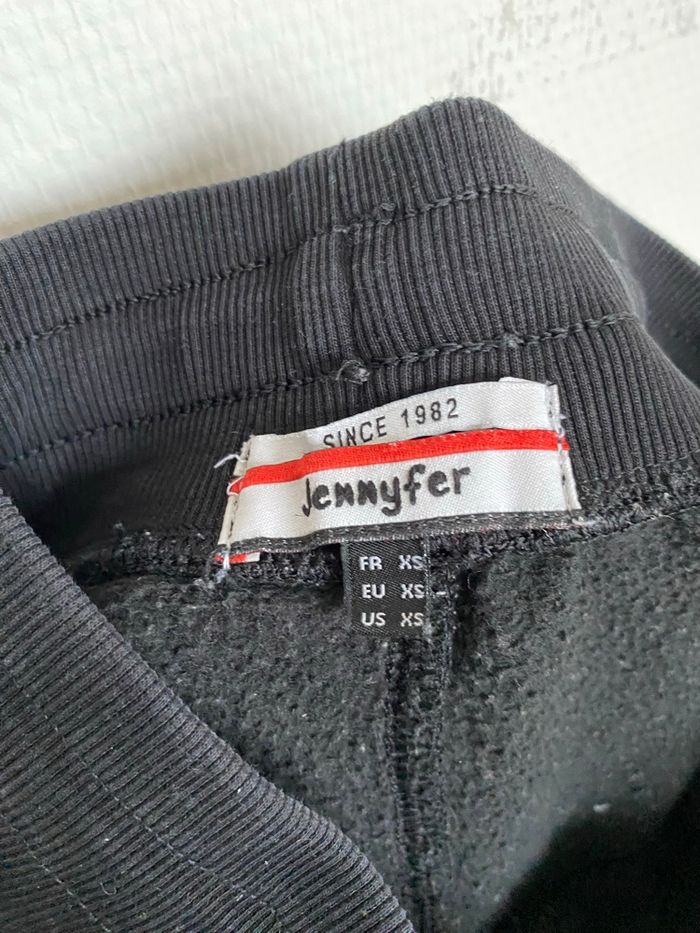 SINCE 1982
Jennyfer
FR XS
EU XS
US XS